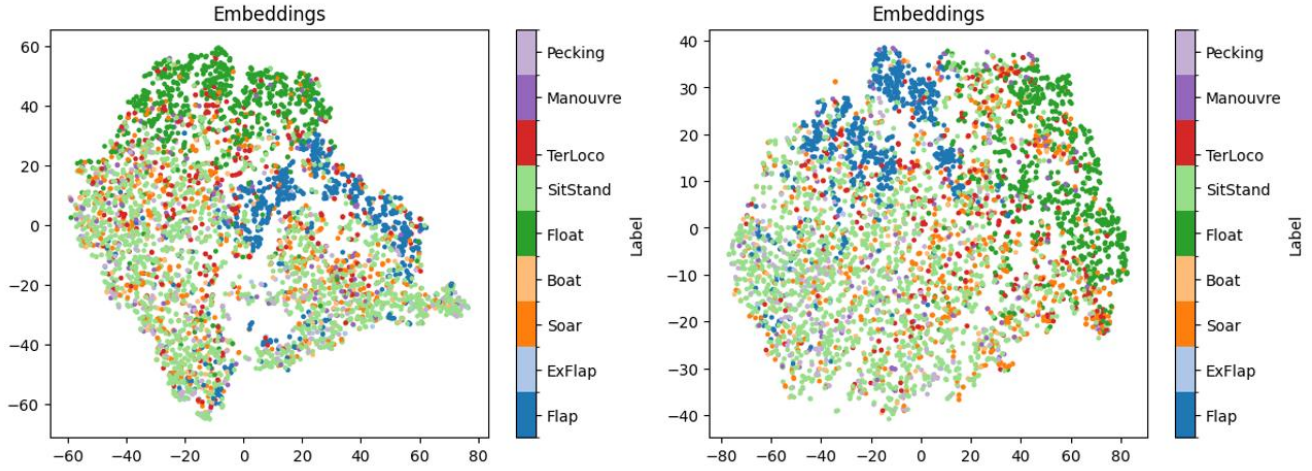 Embeddings
60
40
20
0
−20
−40
−60
−60 −40 −20 0 20 40 60 80
Pecking
Manouvre
TerLoco
SitStand
Float
Boat
Soar
ExFlap
Flap
Label
Embeddings
40
30
20
10
0
−10
−20
−30
−40
−80 −60 −40 −20 0 20 40 60 80
Pecking
Manouvre
TerLoco
SitStand
Float
Boat
Soar
ExFlap
Flap
Label